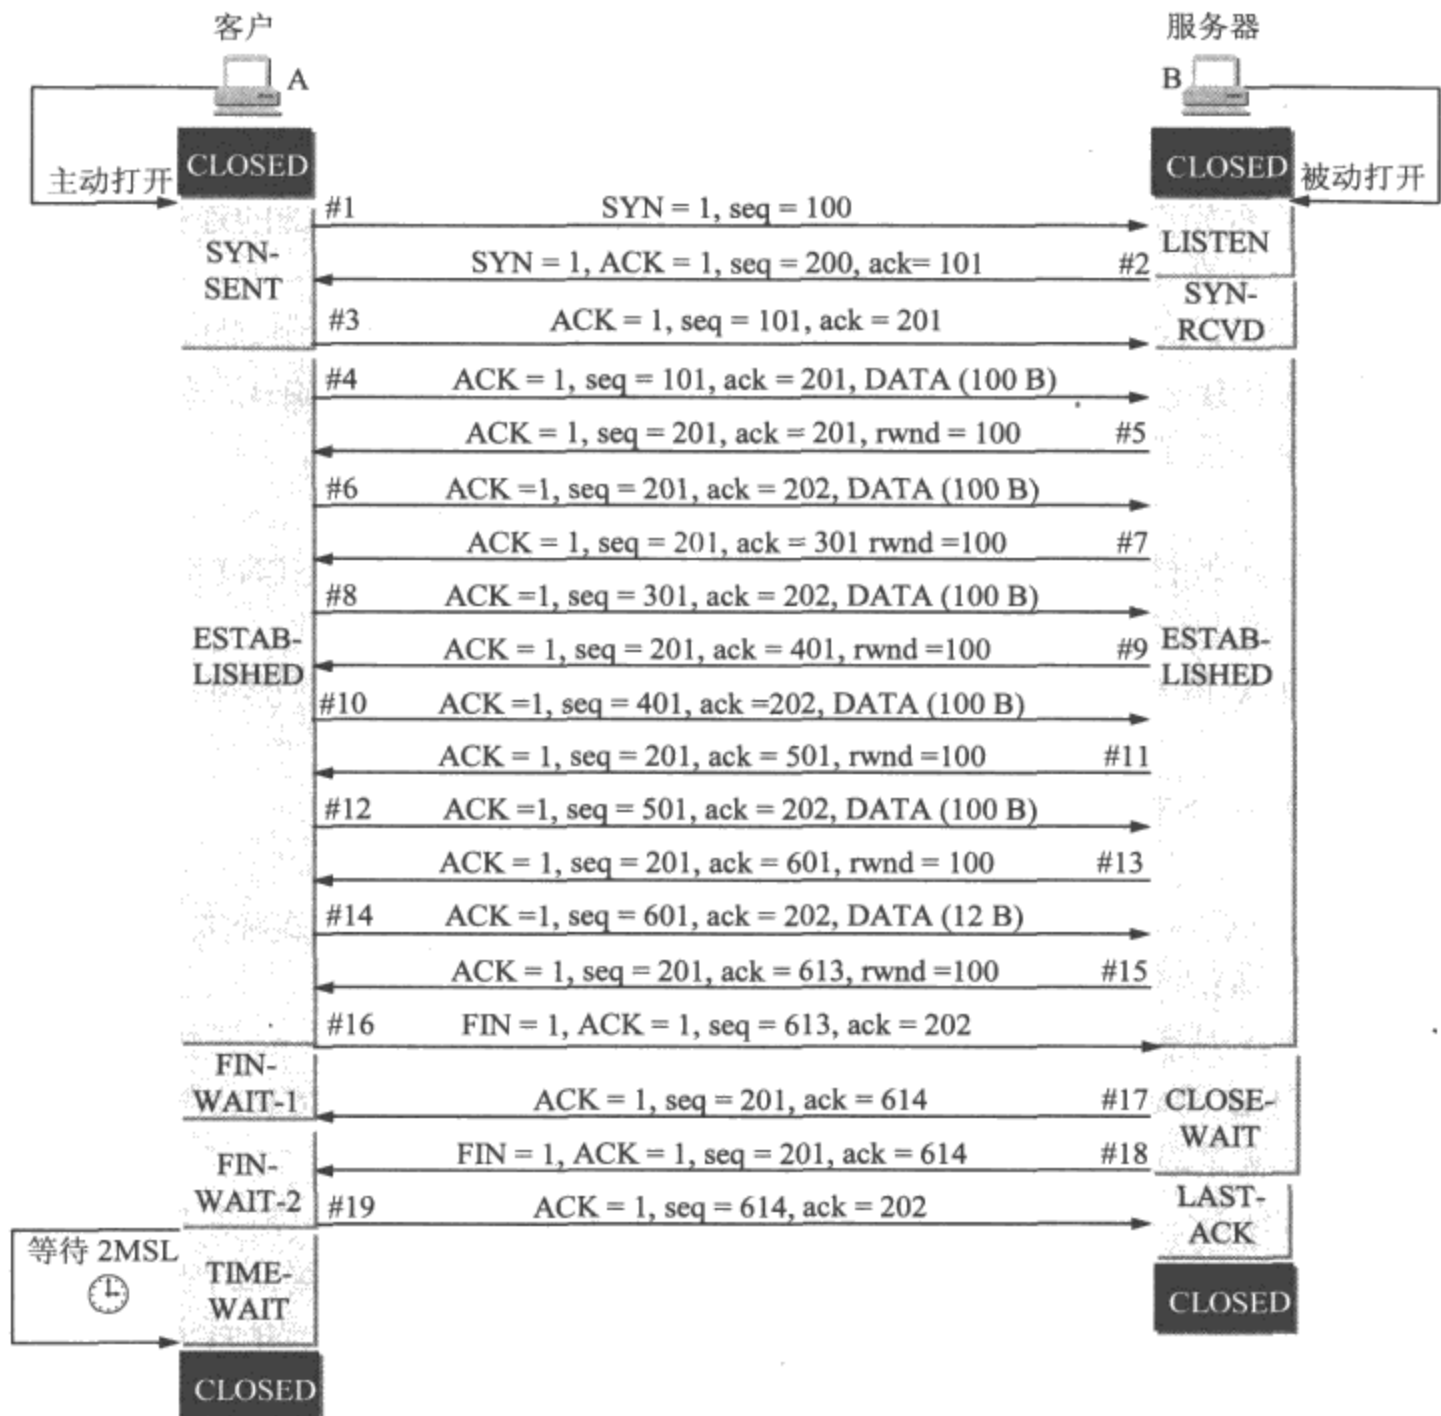 客户
服务器
A
B
CLOSED
CLOSED
主动打开
被动打开
#1 SYN = 1, seq = 100
LISTEN
SYN-
SENT
SYN = 1, ACK = 1, seq = 200, ack= 101 #2
SYN-
RCVD
#3 ACK = 1, seq = 101, ack = 201
#4 ACK = 1, seq = 101, ack = 201, DATA (100 B)
ACK = 1, seq = 201, ack = 201, rwnd = 100 #5
#6 ACK =1, seq = 201, ack = 202, DATA (100 B)
ACK = 1, seq = 201, ack = 301 rwnd =100 #7
#8 ACK =1, seq = 301, ack = 202, DATA (100 B)
ESTAB-
LISHED
ACK = 1, seq = 201, ack = 401, rwnd =100 #9
ESTAB-
LISHED
#10 ACK =1, seq = 401, ack =202, DATA (100 B)
ACK = 1, seq = 201, ack = 501, rwnd =100 #11
#12 ACK =1, seq = 501, ack = 202, DATA (100 B)
ACK = 1, seq = 201, ack = 601, rwnd = 100 #13
#14 ACK =1, seq = 601, ack = 202, DATA (12 B)
ACK = 1, seq = 201, ack = 613, rwnd =100 #15
#16 FIN = 1, ACK = 1, seq = 613, ack = 202
FIN-
WAIT-1
ACK = 1, seq = 201, ack = 614 #17
CLOSE-
WAIT
FIN = 1, ACK = 1, seq = 201, ack = 614 #18
FIN-
WAIT-2
#19 ACK = 1, seq = 614, ack = 202
LAST-
ACK
等待 2MSL
TIME-
WAIT
CLOSED
CLOSED